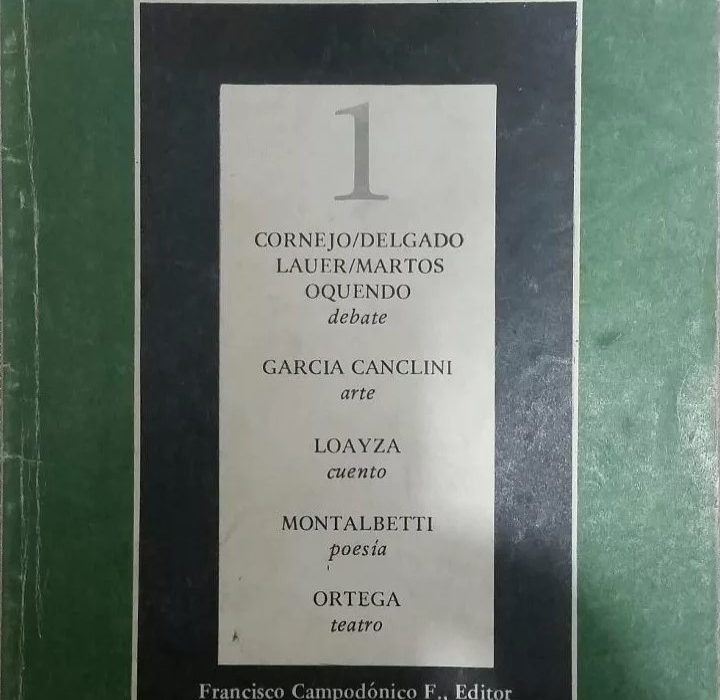 1
CORNEJO/DELGADO
LAUER/MARTOS
OQUENDO
debate
GARCIA CANCLINI
arte
LOAYZA
cuento
MONTALBETTI
poesía
ORTEGA
teatro
Francisco Campodónico F., Editor